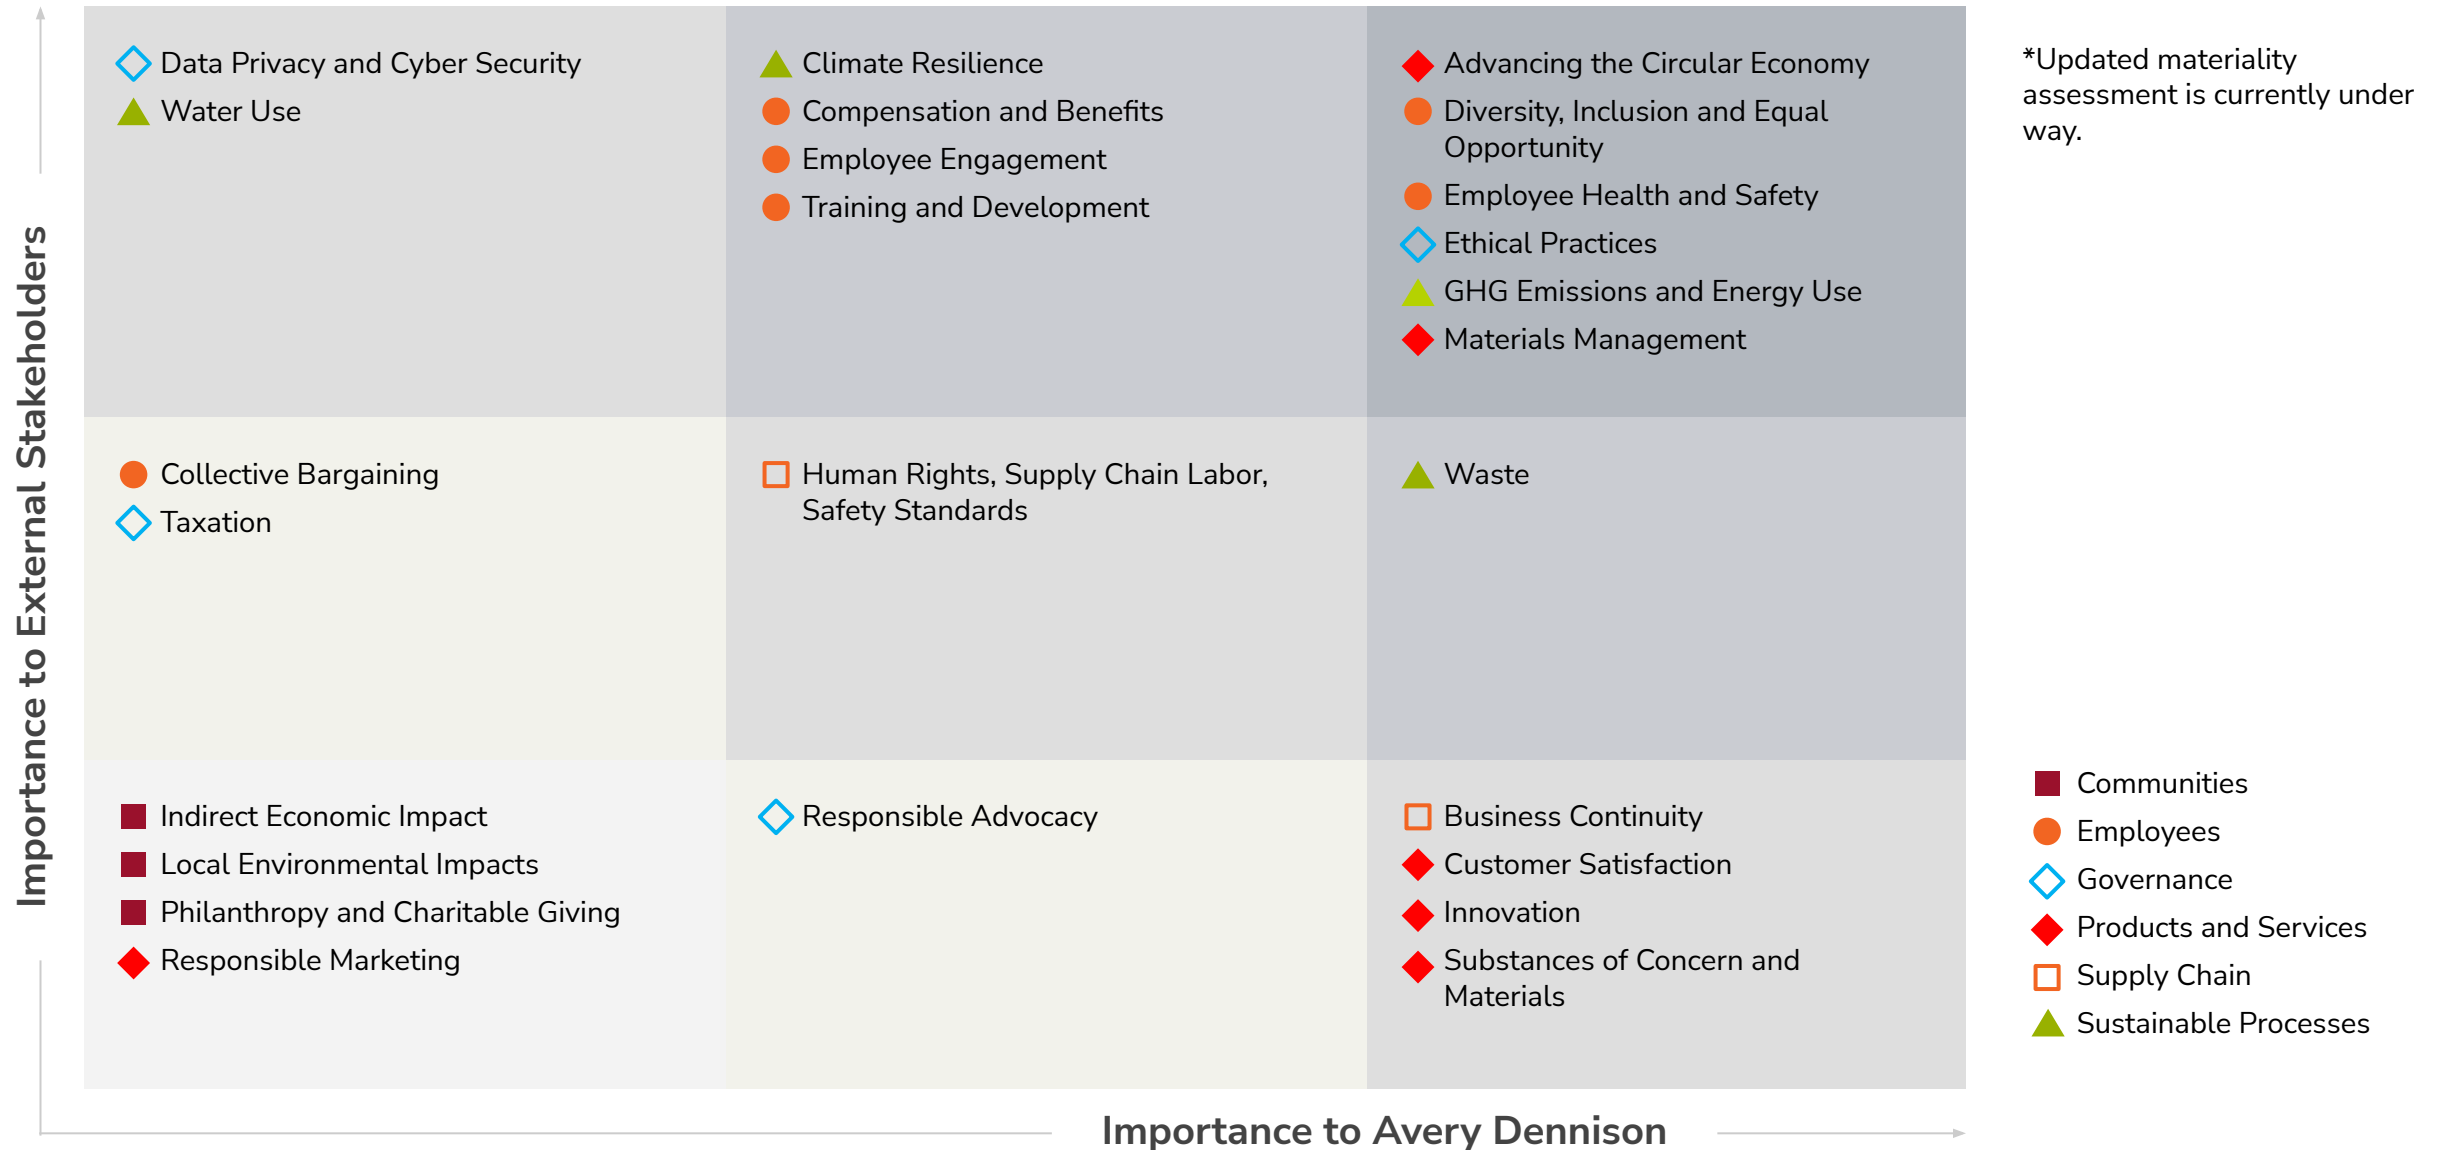 Importance to External Stakeholders
Data Privacy and Cyber Security
Water Use
Climate Resilience
Compensation and Benefits
Employee Engagement
Training and Development
Advancing the Circular Economy
Diversity, Inclusion and Equal
Opportunity
Employee Health and Safety
Ethical Practices
GHG Emissions and Energy Use
Materials Management
*Updated materiality
assessment is currently under
way.
Collective Bargaining
Taxation
Human Rights, Supply Chain Labor,
Safety Standards
Waste
Indirect Economic Impact
Local Environmental Impacts
Philanthropy and Charitable Giving
Responsible Marketing
Responsible Advocacy
Business Continuity
Customer Satisfaction
Innovation
Substances of Concern and
Materials
Communities
Employees
Governance
Products and Services
Supply Chain
Sustainable Processes
Importance to Avery Dennison